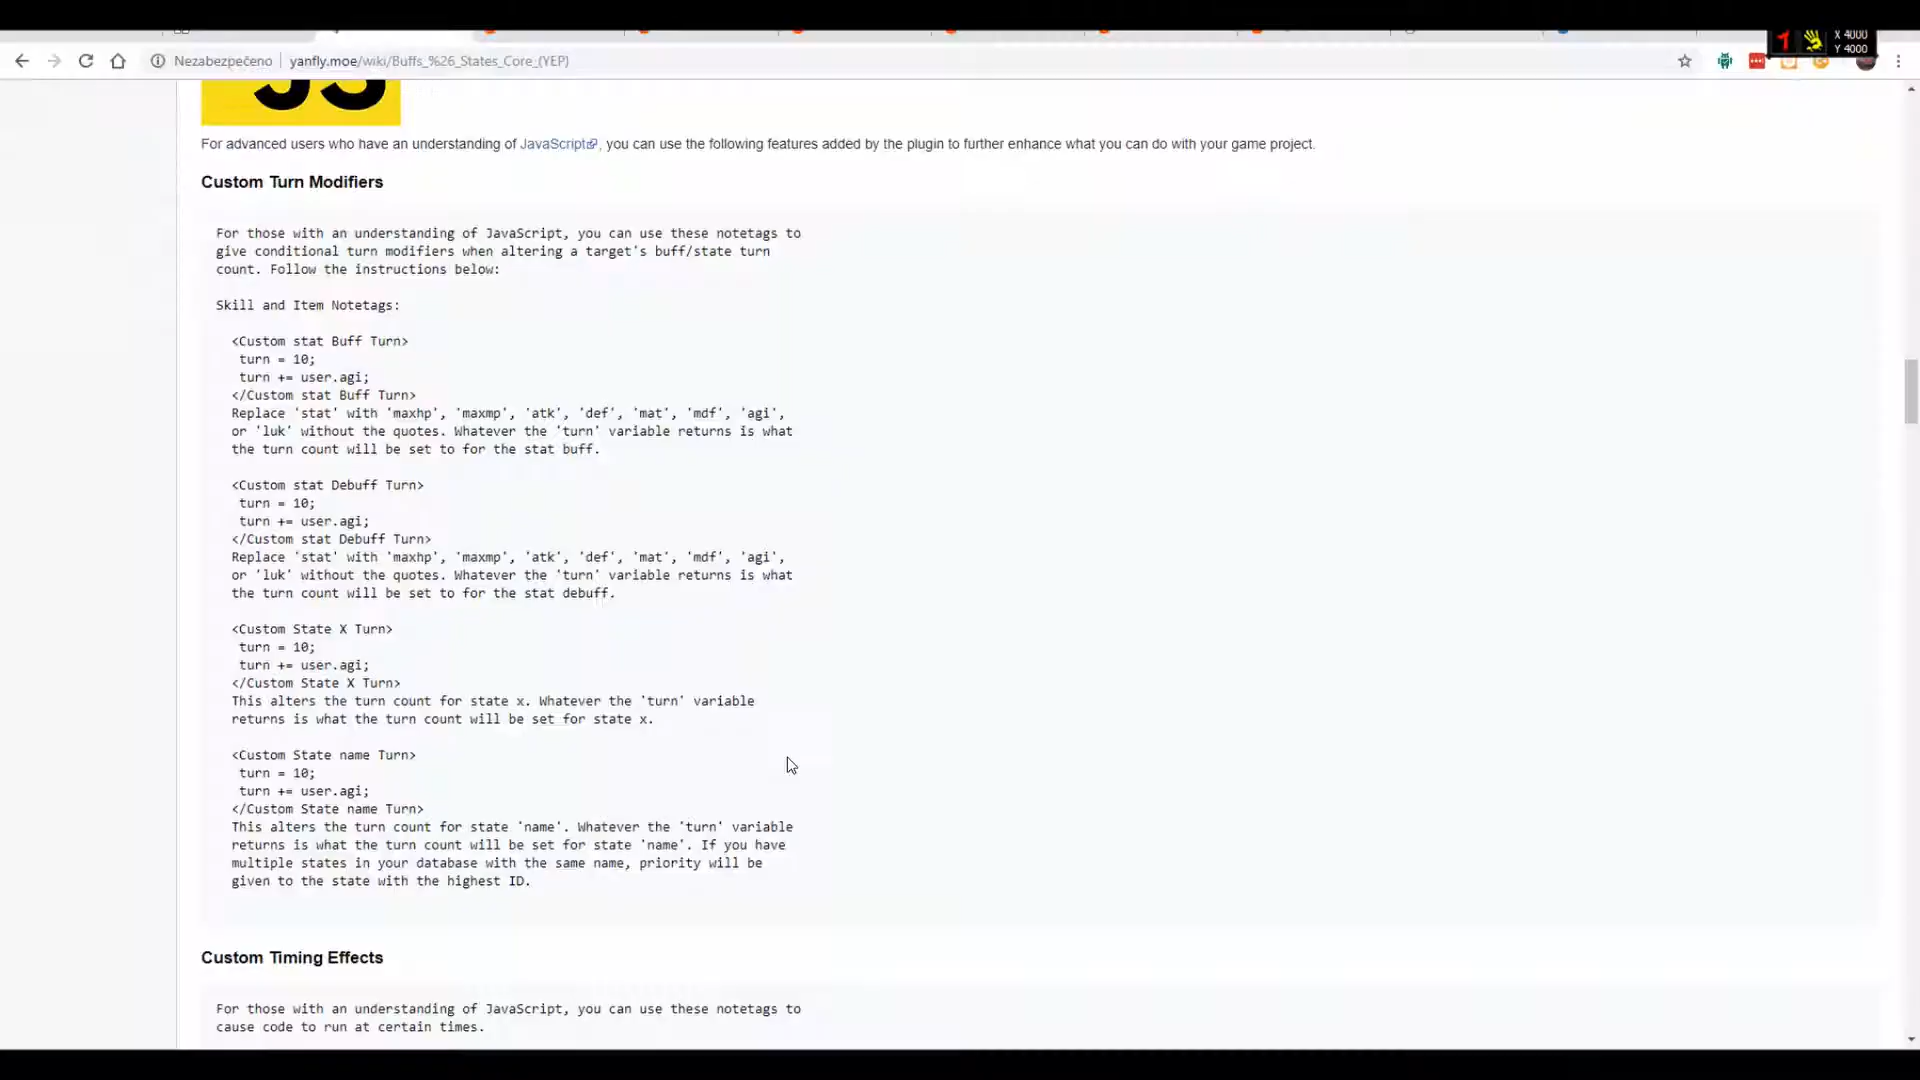 X 4000
Y 4000
Nezabezpečeno
yanfly.moe/wiki/Buffs_%26_States_Core_(YEP)
JS
For advanced users who have an understanding of JavaScript, you can use the following features added by the plugin to further enhance what you can do with your game project.
Custom Turn Modifiers
For those with an understanding of JavaScript, you can use these notetags to
give conditional turn modifiers when altering a target's buff/state turn
count. Follow the instructions below:
Skill and Item Notetags:
<Custom stat Buff Turn>
turn = 10;
turn += user.agi;
</Custom stat Buff Turn>
Replace 'stat' with 'maxhp', 'maxmp', 'atk', 'def', 'mat', 'mdf', 'agi',
or 'luk' without the quotes. Whatever the 'turn' variable returns is what
the turn count will be set to for the stat buff.
<Custom stat Debuff Turn>
turn = 10;
turn += user.agi;
</Custom stat Debuff Turn>
Replace 'stat' with 'maxhp', 'maxmp', 'atk', 'def', 'mat', 'mdf', 'agi',
or 'luk' without the quotes. Whatever the 'turn' variable returns is what
the turn count will be set to for the stat debuff.
<Custom State X Turn>
turn = 10;
turn += user.agi;
</Custom State X Turn>
This alters the turn count for state x. Whatever the 'turn' variable
returns is what the turn count will be set for state x.
<Custom State name Turn>
turn = 10;
turn += user.agi;
</Custom State name Turn>
This alters the turn count for state 'name'. Whatever the 'turn' variable
returns is what the turn count will be set for state 'name'. If you have
multiple states in your database with the same name, priority will be
given to the state with the highest ID.
Custom Timing Effects
For those with an understanding of JavaScript, you can use these notetags to
cause code to run at certain times.